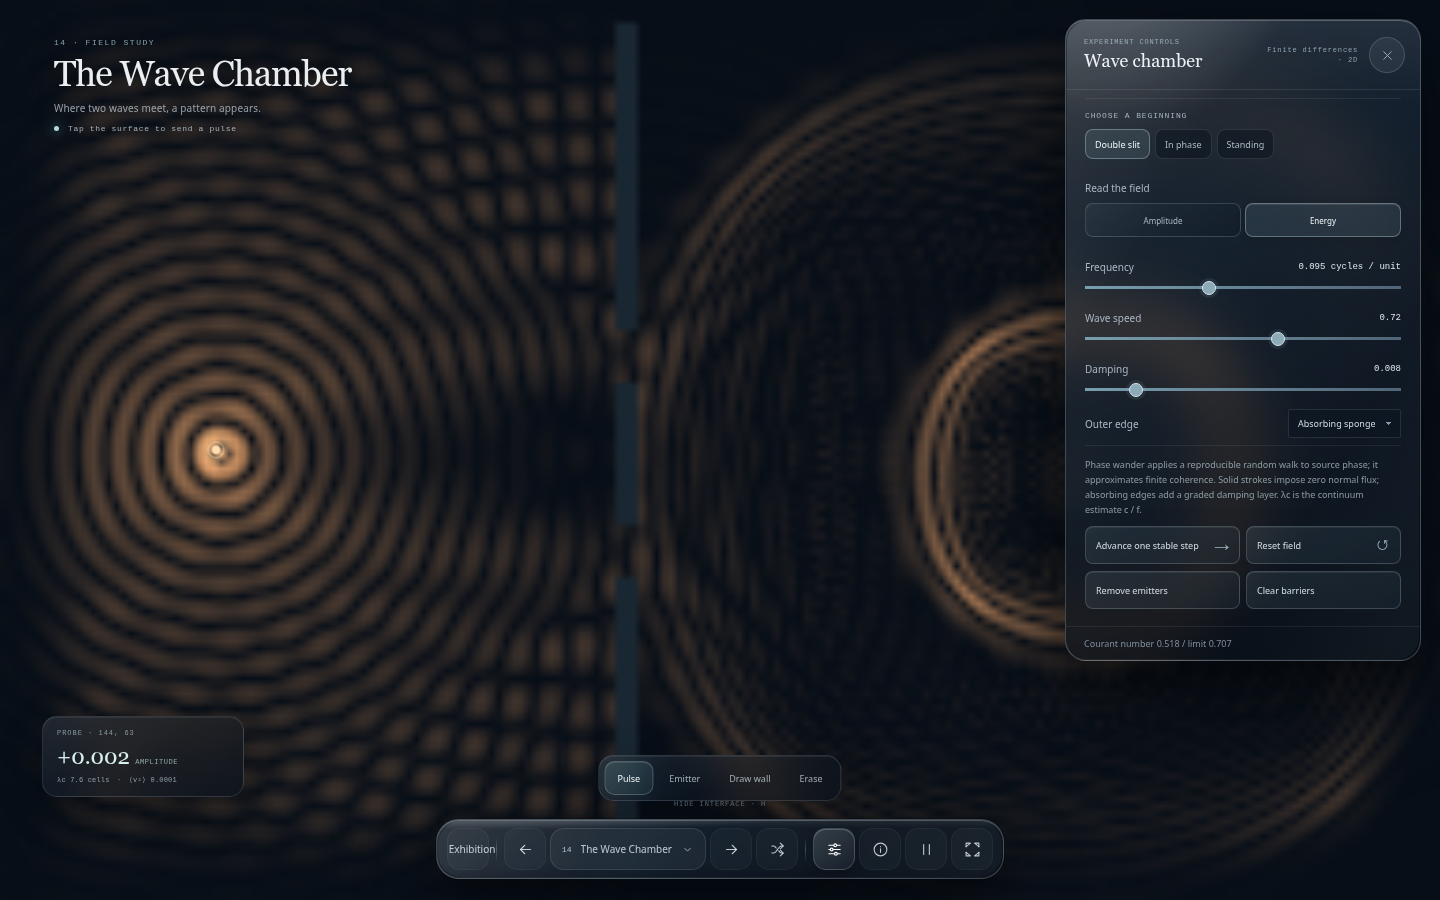 14 · FIELD STUDY
The Wave Chamber
Where two waves meet, a pattern appears.
Tap the surface to send a pulse
EXPERIMENT CONTROLS
Wave chamber
Finite differences
· 2D
CHOOSE A BEGINNING
Double slit
In phase
Standing
Read the field
Amplitude
Energy
Frequency
0.095 cycles / unit
Wave speed
0.72
Damping
0.008
Outer edge
Absorbing sponge
Phase wander applies a reproducible random walk to source phase; it
approximates finite coherence. Solid strokes impose zero normal flux;
absorbing edges add a graded damping layer. λc is the continuum
estimate c / f.
Advance one stable step →
Reset field
Remove emitters
Clear barriers
Courant number 0.518 / limit 0.707
PROBE · 144, 63
+0.002 AMPLITUDE
λc 7.6 cells · ⟨v²⟩ 0.0001
Pulse
Emitter
Draw wall
Erase
HIDE INTERFACE · H
Exhibition
14 The Wave Chamber